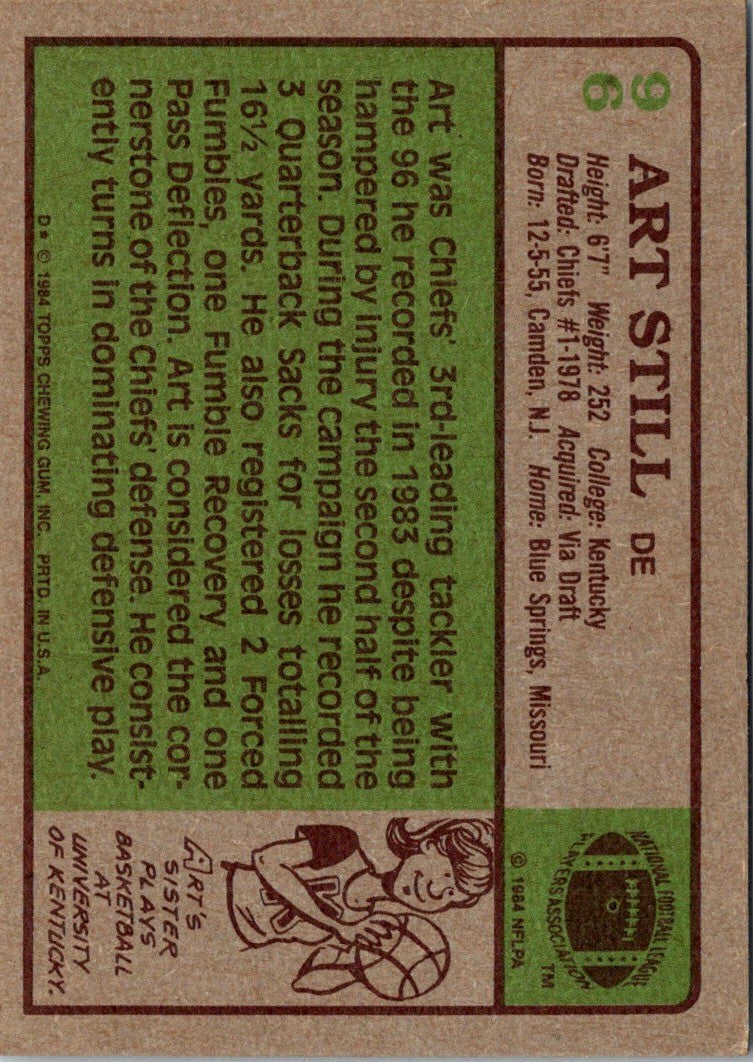 96
ART STILL DE
Height: 6'7" Weight: 252 College: Kentucky
Drafted: Chiefs #1-1978 Acquired: Via Draft
Born: 12-5-55, Camden, N.J. Home: Blue Springs, Missouri
NATIONAL FOOTBALL LEAGUE
PLAYERS ASSOCIATION
TM
© 1984 NFLPA
Art was Chiefs' 3rd-leading tackler with
the 96 he recorded in 1983 despite being
hampered by injury the second half of the
season. During the campaign he recorded
3 Quarterback Sacks for losses totalling
16½ yards. He also registered 2 Forced
Fumbles, one Fumble Recovery and one
Pass Deflection. Art is considered the cor-
nerstone of the Chiefs' defense. He consist-
ently turns in dominating defensive play.
ART'S
SISTER
PLAYS
BASKETBALL
AT
UNIVERSITY
OF KENTUCKY.
D* © 1984 TOPPS CHEWING GUM, INC. PRTD. IN U.S.A.